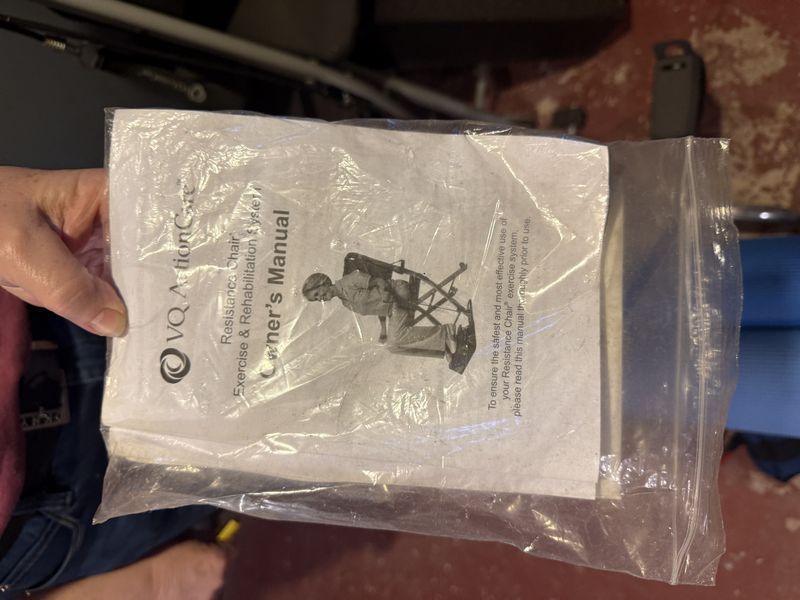 VQ ActionCare™
Resistance Chair®
Exercise & Rehabilitation System
Owner's Manual
To ensure the safest and most effective use of
your Resistance Chair® exercise system,
please read this manual thoroughly prior to use.